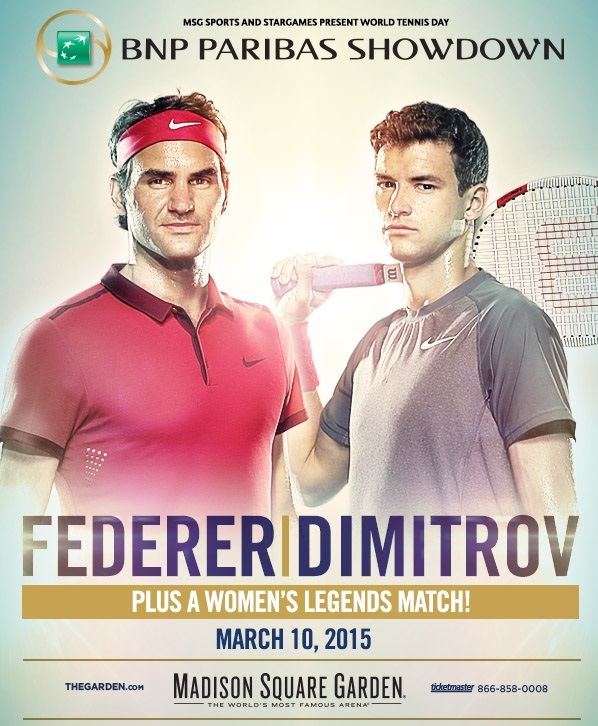 MSG SPORTS AND STARGAMES PRESENT WORLD TENNIS DAY
BNP PARIBAS SHOWDOWN
W
FEDERER|DIMITROV
PLUS A WOMEN'S LEGENDS MATCH!
MARCH 10, 2015
THEGARDEN.COM
MADISON SQUARE GARDEN®
THE WORLD'S MOST FAMOUS ARENA®
ticketmaster 866-858-0008